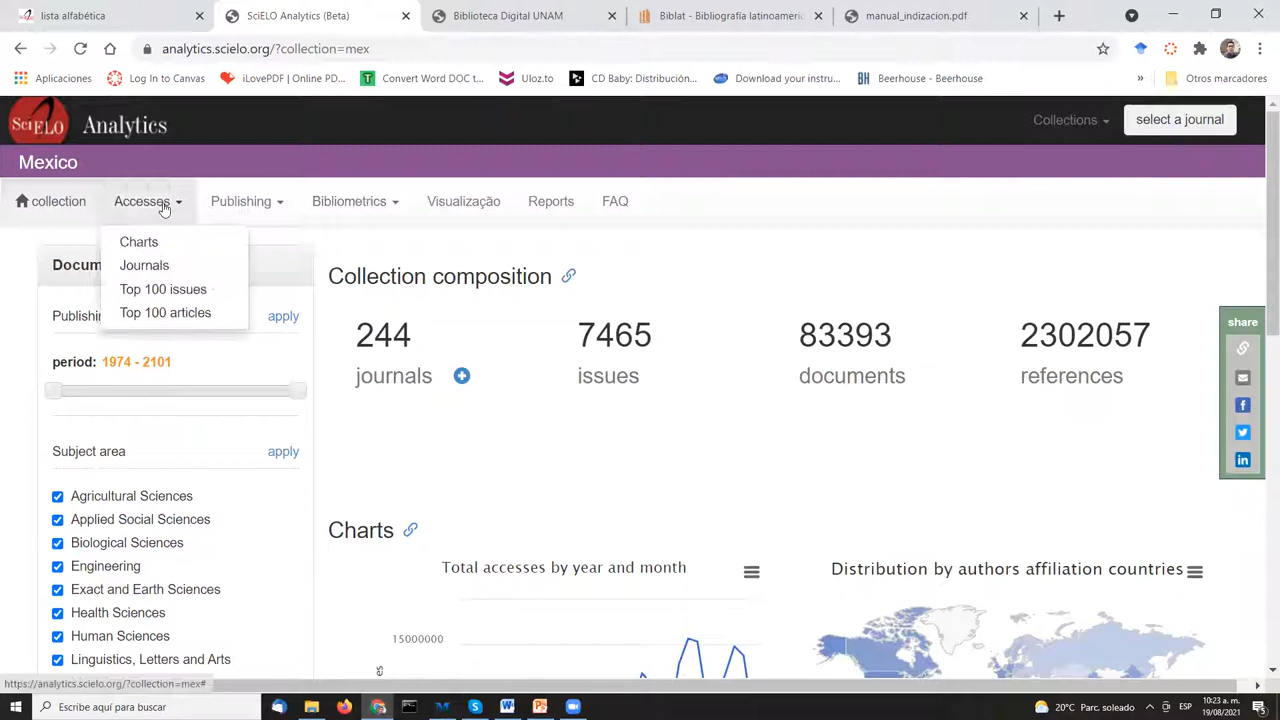 lista alfabética
SciELO Analytics (Beta)
Biblioteca Digital UNAM
Biblat - Bibliografía latinoameri
manual_indizacion.pdf
analytics.scielo.org/?collection=mex
Aplicaciones
Log In to Canvas
iLovePDF | Online PD...
Convert Word DOC t...
Uloz.to
CD Baby: Distribución...
Download your instru...
Beerhouse - Beerhouse
»
Otros marcadores
SciELO Analytics
Collections
select a journal
Mexico
collection
Accesses
Publishing
Bibliometrics
Visualização
Reports
FAQ
Charts
Journals
Top 100 issues
Top 100 articles
Docum
Publishin
apply
period: 1974 - 2101
Subject area
apply
Agricultural Sciences
Applied Social Sciences
Biological Sciences
Engineering
Exact and Earth Sciences
Health Sciences
Human Sciences
Linguistics, Letters and Arts
Collection composition
244
7465
83393
2302057
journals
issues
documents
references
share
Charts
Total accesses by year and month
Distribution by authors affiliation countries
15000000
https://analytics.scielo.org/?collection=mex#
Escribe aquí para buscar
20°C Parc. soleado
ESP
10:23 a. m.
19/08/2021